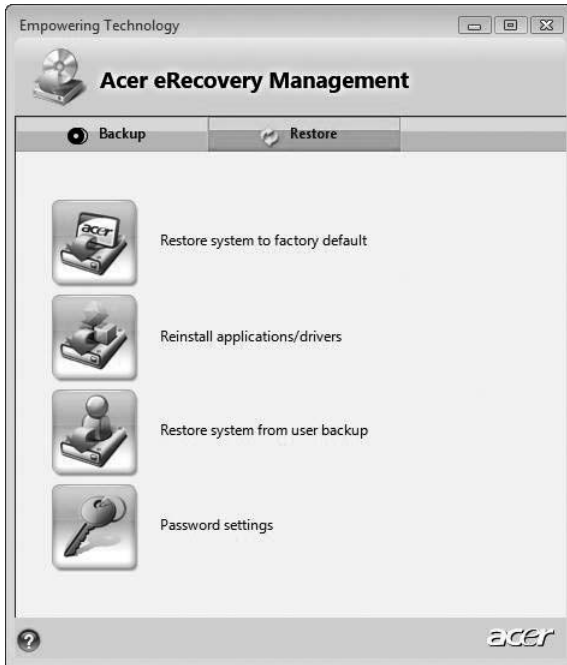 Empowering Technology
Acer eRecovery Management
Backup Restore
acer
Restore system to factory default
Reinstall applications/drivers
Restore system from user backup
Password settings
?
acer